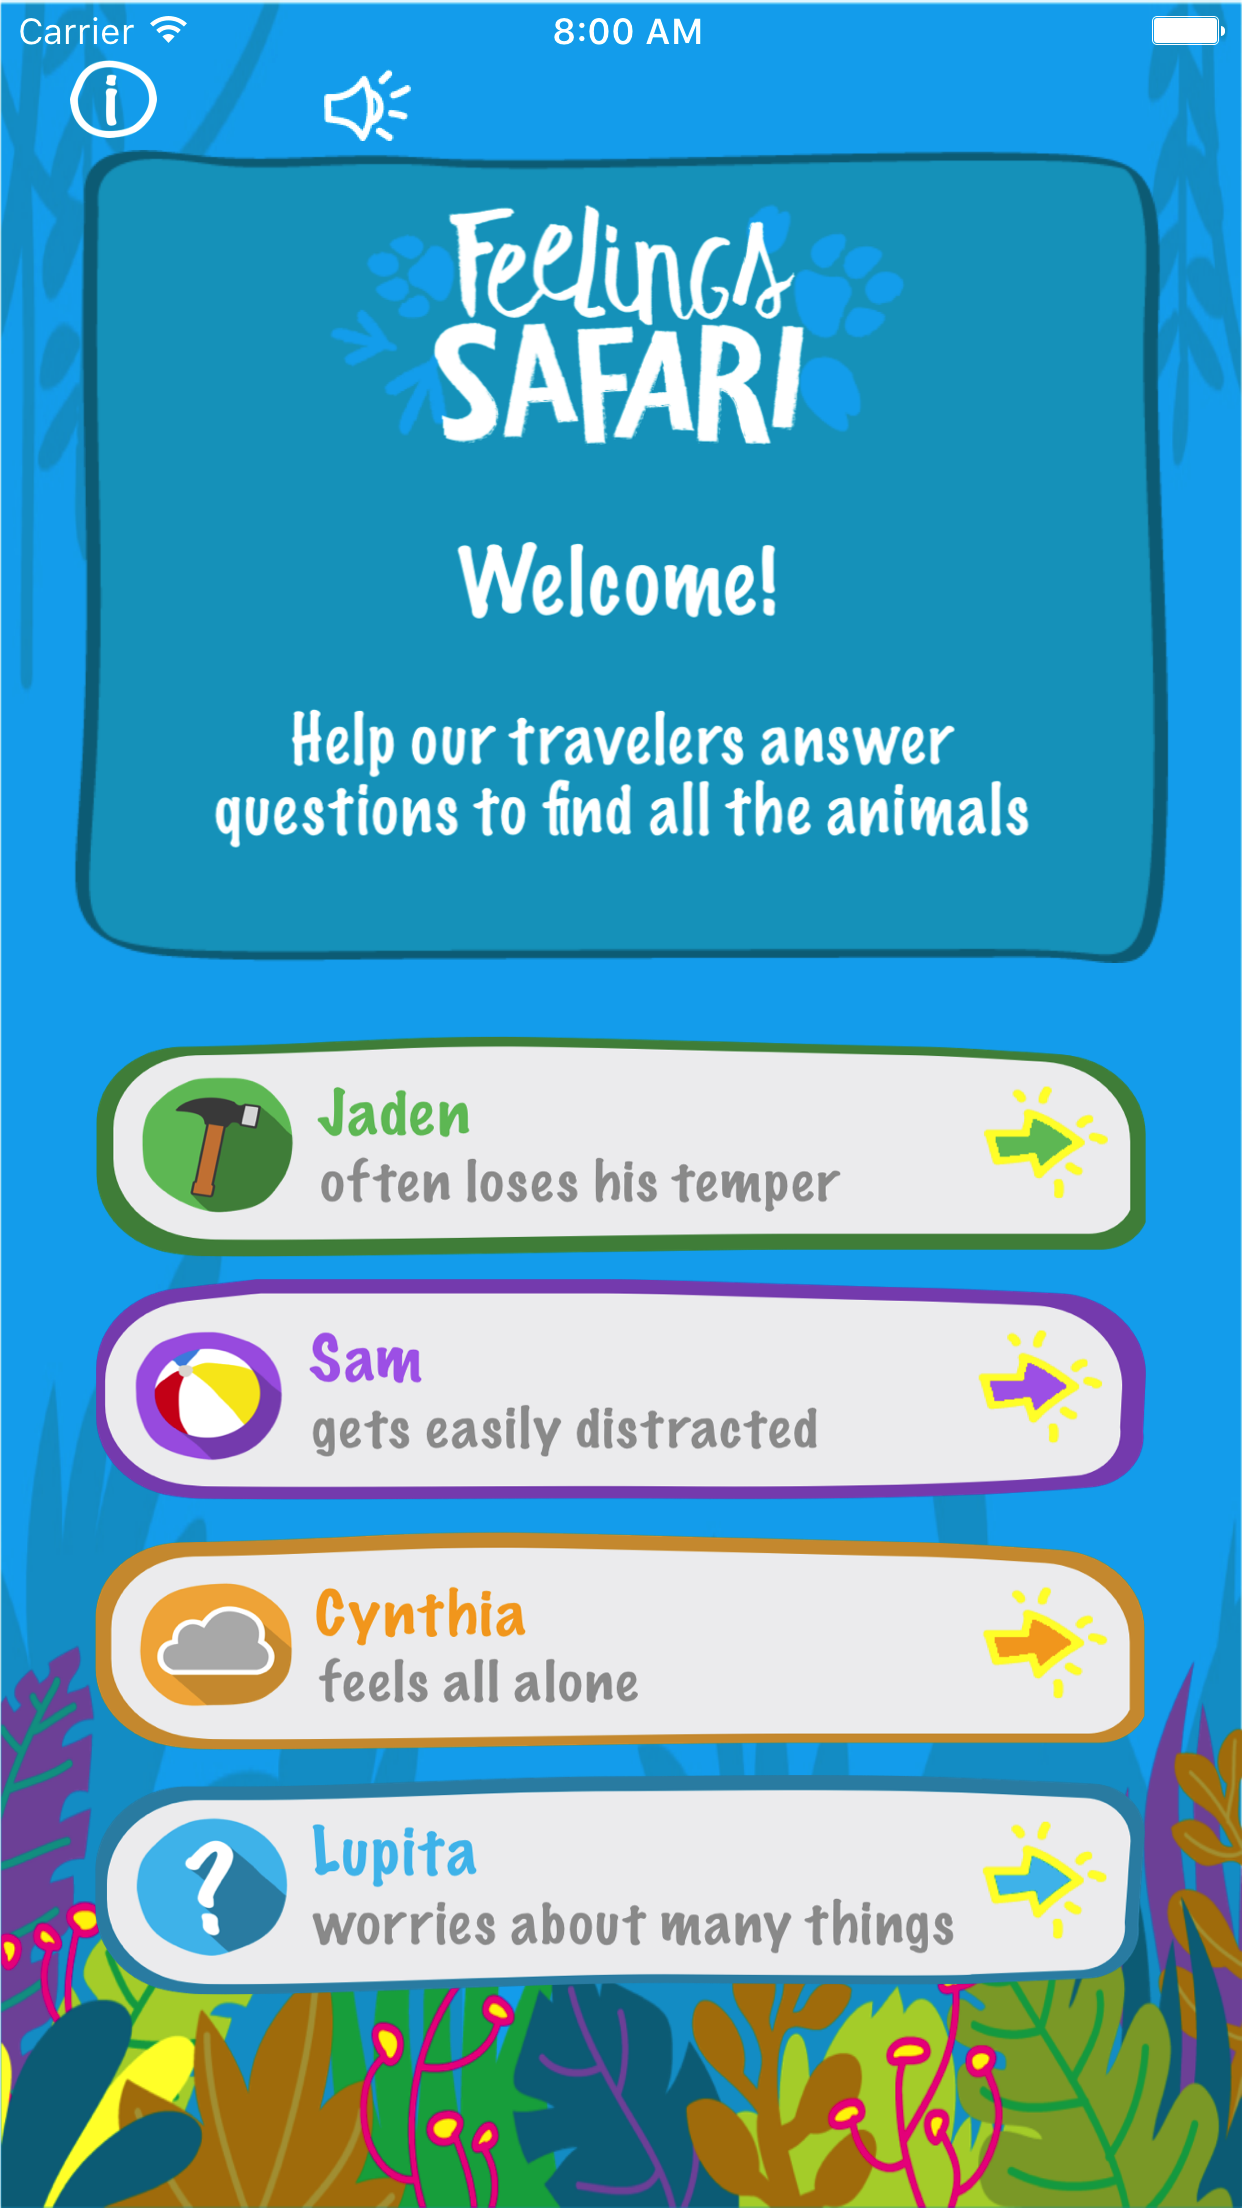 Carrier 8:00 AM
i
Feelings
SAFARI
Welcome!
Help our travelers answer
questions to find all the animals
Jaden
often loses his temper
Sam
gets easily distracted
Cynthia
feels all alone
?
Lupita
worries about many things